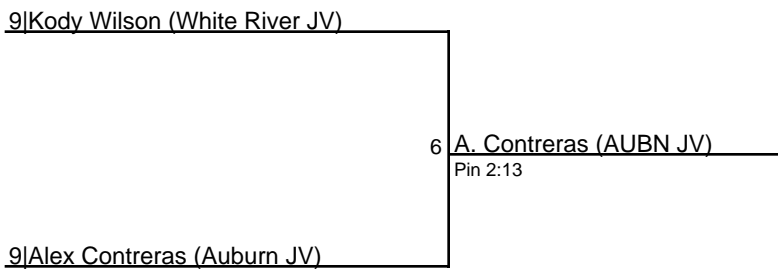 9|Kody Wilson (White River JV)
6 A. Contreras (AUBN JV)
Pin 2:13
9|Alex Contreras (Auburn JV)